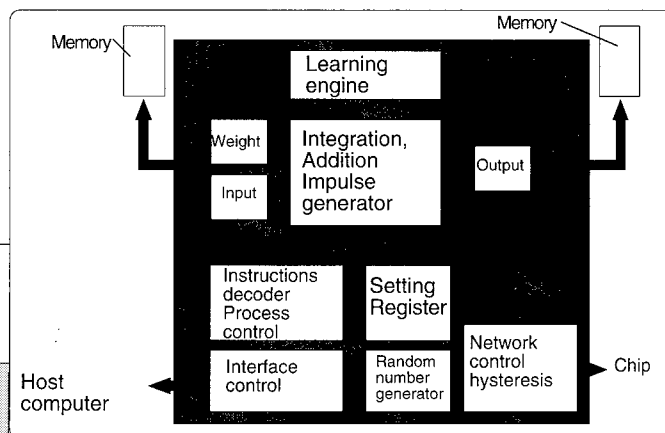 Memory
Memory
Learning
engine
Weight
Integration,
Addition
Impulse
generator
Output
Input
Instructions
decoder
Process
control
Setting
Register
Network
control
hysteresis
Chip
Interface
control
Random
number
generator
Host
computer